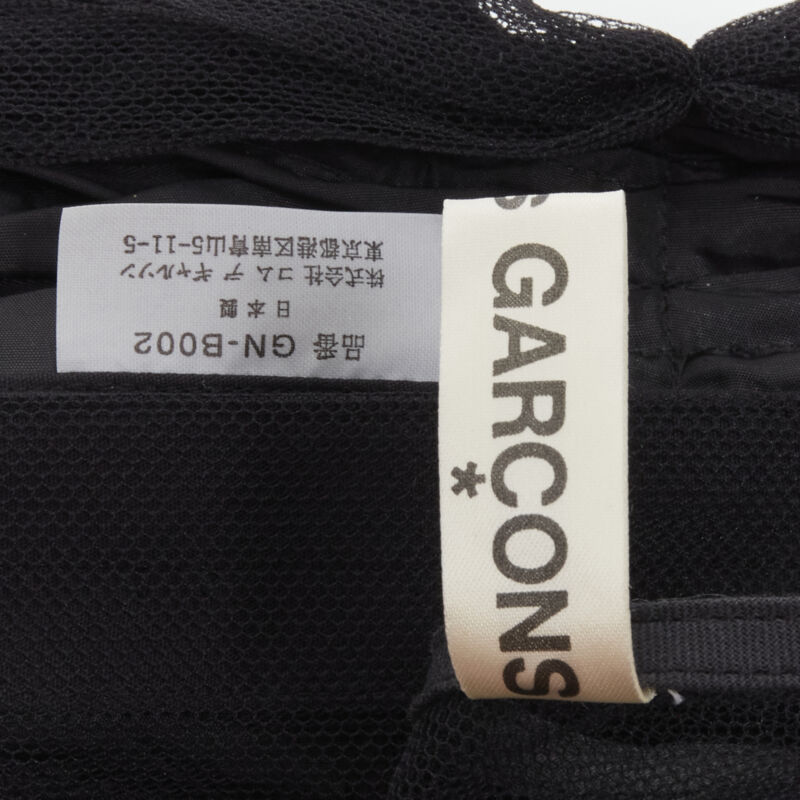 品番 GN-B002
日本製
株式会社 コム デ ギャルソン
東京都港区南青山5-11-5
S GARÇONS